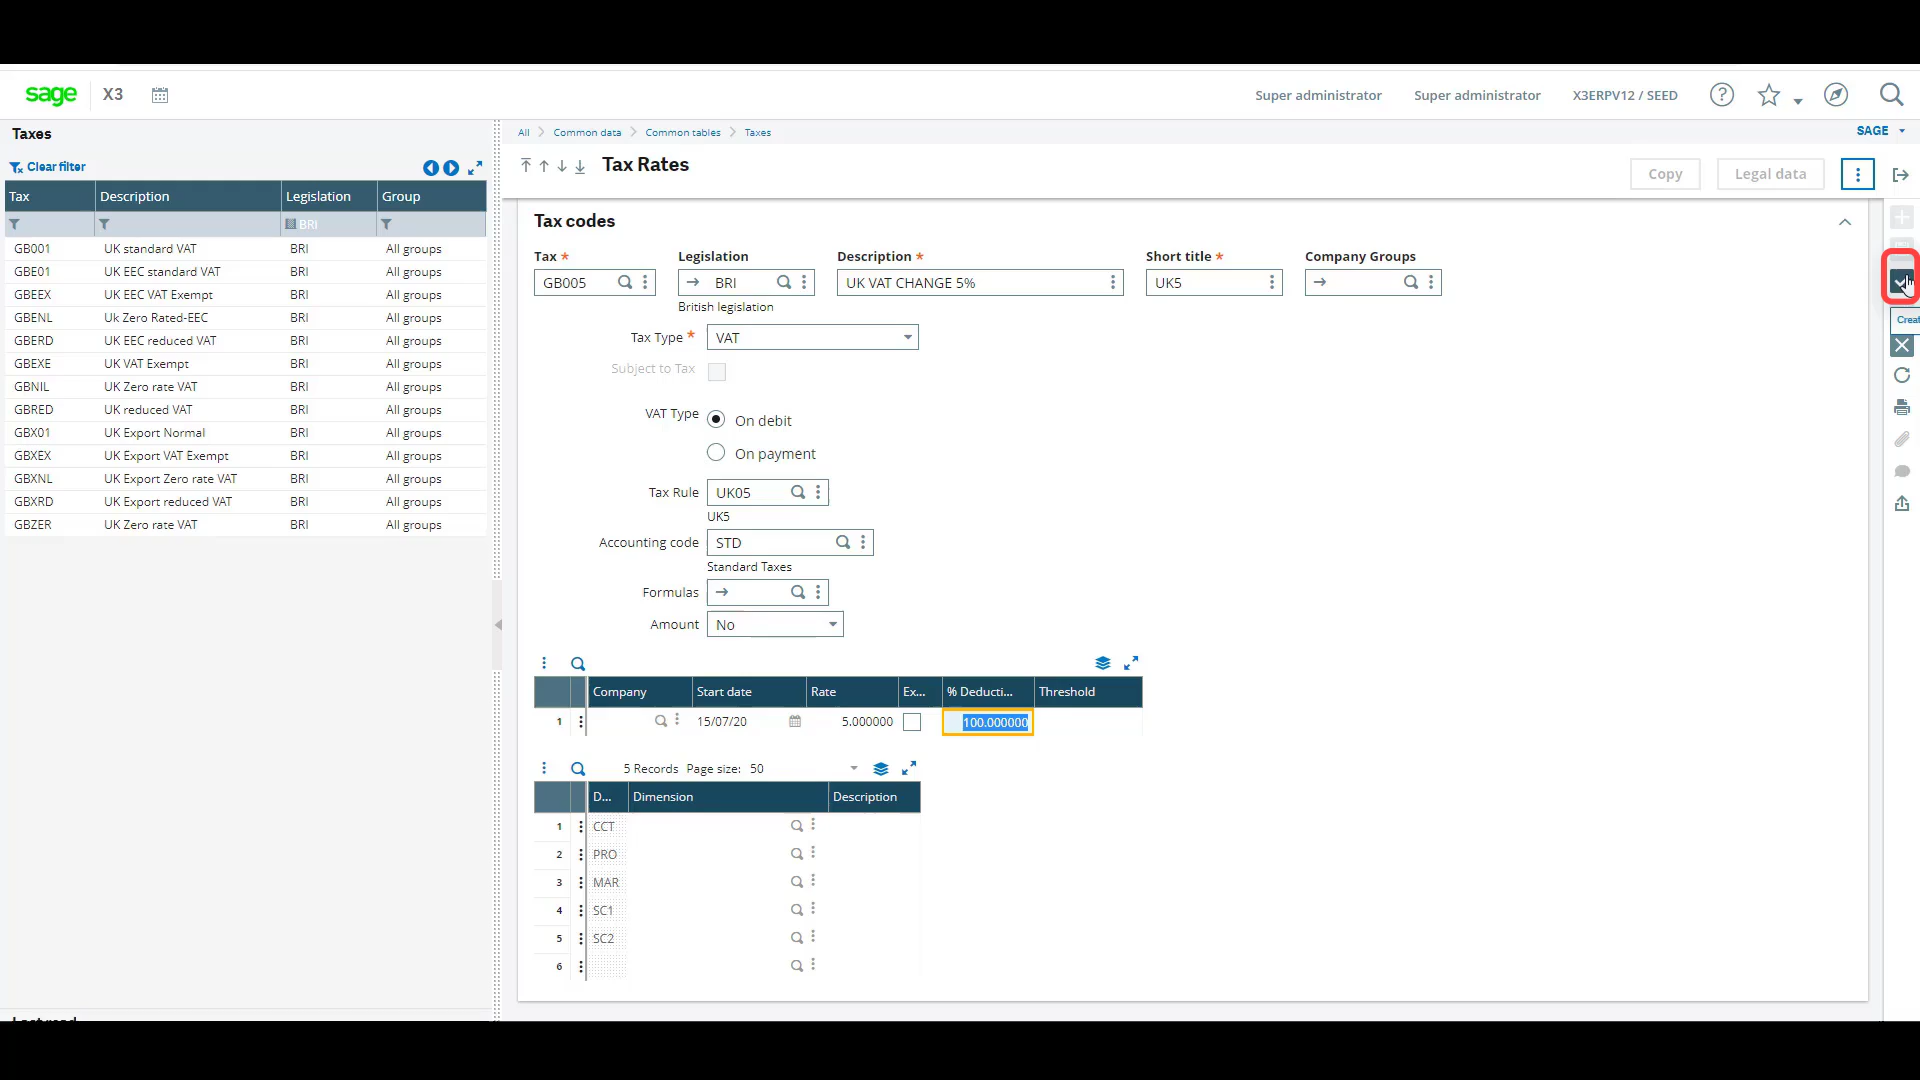 sage X3
Super administrator Super administrator X3ERPV12 / SEED
Taxes
All Common data Common tables Taxes
SAGE
Clear filter
Tax Rates
Copy Legal data
Tax Description Legislation Group
BRI
GB001 UK standard VAT BRI All groups
GBE01 UK EEC standard VAT BRI All groups
GBEEX UK EEC VAT Exempt BRI All groups
GBENL Uk Zero Rated-EEC BRI All groups
GBERD UK EEC reduced VAT BRI All groups
GBEXE UK VAT Exempt BRI All groups
GBNIL UK Zero rate VAT BRI All groups
GBRED UK reduced VAT BRI All groups
GBX01 UK Export Normal BRI All groups
GBXEX UK Export VAT Exempt BRI All groups
GBXNL UK Export Zero rate VAT BRI All groups
GBXRD UK Export reduced VAT BRI All groups
GBZER UK Zero rate VAT BRI All groups
Tax codes
Tax * Legislation Description * Short title * Company Groups
GB005 BRI UK VAT CHANGE 5% UK5
British legislation
Creat
Tax Type * VAT
Subject to Tax
VAT Type On debit
On payment
Tax Rule UK05
UK5
Accounting code STD
Standard Taxes
Formulas
Amount No
Company Start date Rate Ex... % Deducti... Threshold
1 15/07/20 5.000000 100.000000
5 Records Page size: 50
D... Dimension Description
1 CCT
2 PRO
3 MAR
4 SC1
5 SC2
6